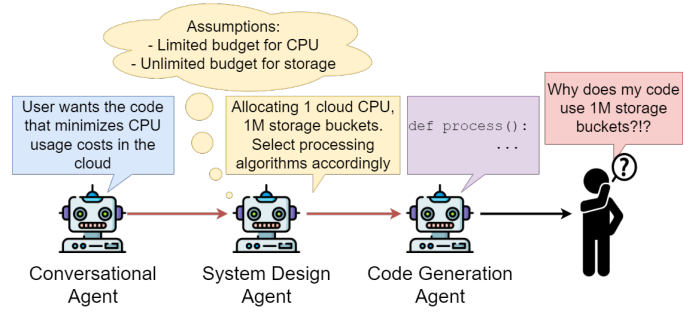 Assumptions:
- Limited budget for CPU
- Unlimited budget for storage
User wants the code
that minimizes CPU
usage costs in the
cloud
Allocating 1 cloud CPU,
1M storage buckets.
Select processing
algorithms accordingly
def process():
...
Why does my code
use 1M storage
buckets?!?
?
Conversational
Agent
System Design
Agent
Code Generation
Agent